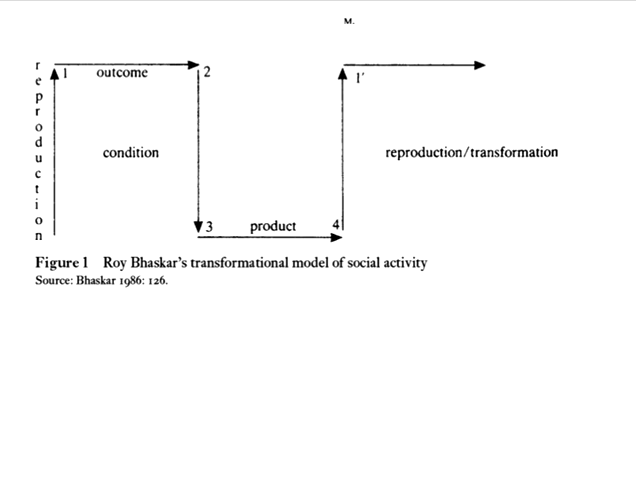 M.
reproduction
1 outcome 2 1′
condition reproduction/transformation
3 product 4
Figure 1 Roy Bhaskar's transformational model of social activity
Source: Bhaskar 1986: 126.